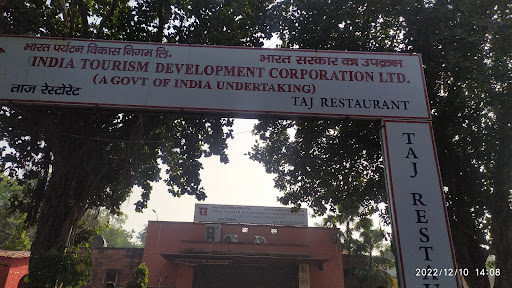 भारत पर्यटन विकास निगम लि. भारत सरकार का उपक्रम
INDIA TOURISM DEVELOPMENT CORPORATION LTD.
(A GOVT OF INDIA UNDERTAKING)
ताज रेस्टोरेंट TAJ RESTAURANT
TAJ REST
2022/12/10 14:08